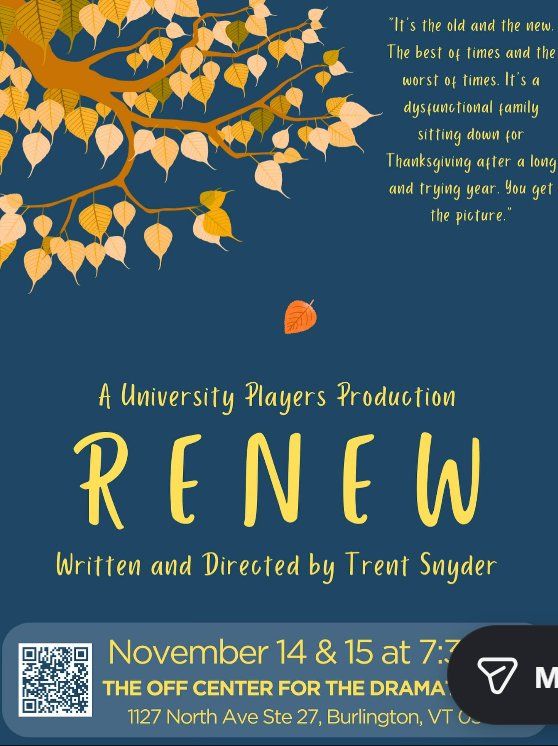 "It's the old and the new.
The best of times and the
worst of times. It's a
dysfunctional family
sitting down for
Thanksgiving after a long
and trying year. You get
the picture."
A University Players Production
RENEW
Written and Directed by Trent Snyder
November 14 & 15 at
THE OFF CENTER FOR THE
1127 North Ave Ste 27, Burlington, VT